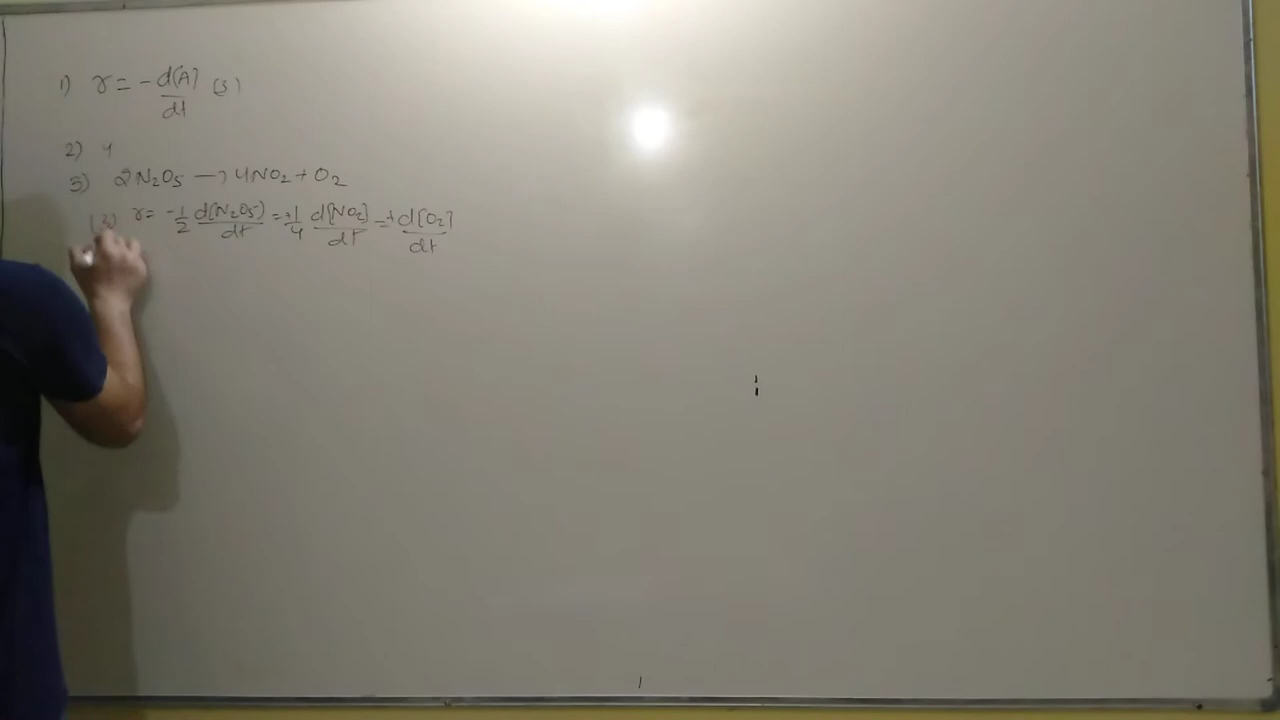 1) r = - d[A] / dt (3)
2) 4
3) 2N₂O₅ → 4NO₂ + O₂
(3) r = -1/2 d[N₂O₅]/dt = +1/4 d[NO₂]/dt = + d[O₂]/dt